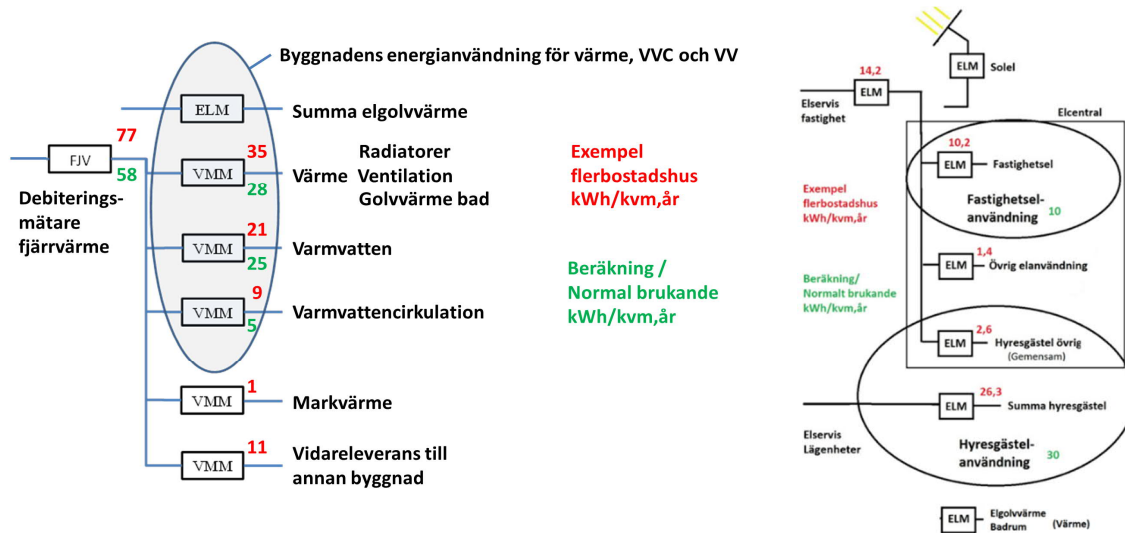 Byggnadens energianvändning för värme, VVC och VV
ELM
Summa elgolvvärme
77
FJV
58
Debiterings-
mätare
fjärrvärme
35
VMM
28
Värme
Radiatorer
Ventilation
Golvvärme bad
21
VMM
25
Varmvatten
9
VMM
5
Varmvattencirkulation
1
VMM
Markvärme
11
VMM
Vidareleverans till
annan byggnad
Exempel
flerbostadshus
kWh/kvm,år
Beräkning /
Normal brukande
kWh/kvm,år
ELM
Solel
14,2
ELM
Elservis
fastighet
Elcentral
10,2
ELM
Fastighetsel
Fastighetsel-
användning
10
Exempel
flerbostadshus
kWh/kvm,år
1,4
ELM
Övrig elanvändning
Beräkning/
Normalt brukande
kWh/kvm,år
2,6
ELM
Hyresgästel övrig
(Gemensam)
26,3
ELM
Summa hyresgästel
Elservis
Lägenheter
Hyresgästel-
användning
30
ELM
Elgolvvärme
Badrum
(Värme)